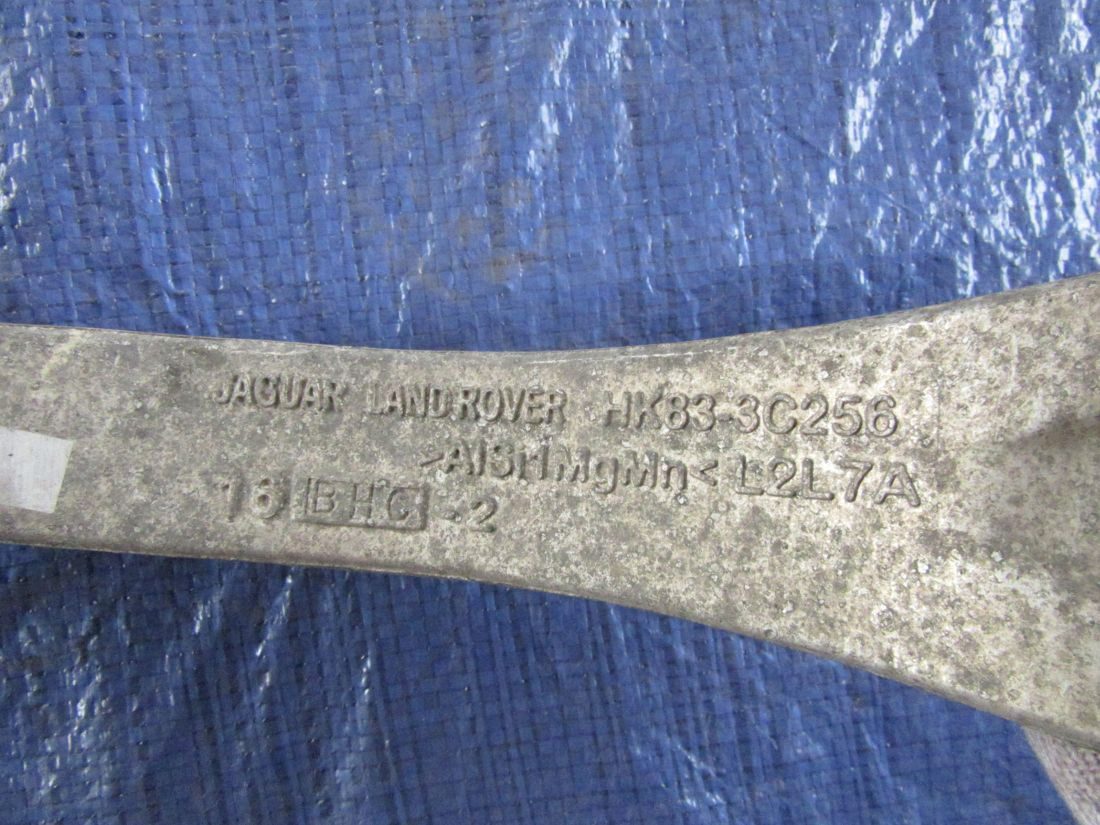 JAGUAR LAND ROVER HK83-3C256
>AlSi1MgMn< L2L7A
16 BHC -2